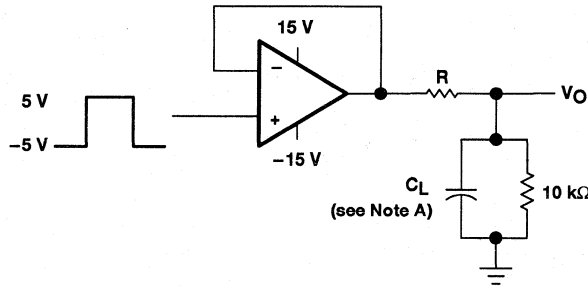 15 V
−
+
−15 V
5 V
−5 V
R
VO
CL
(see Note A)
10 kΩ